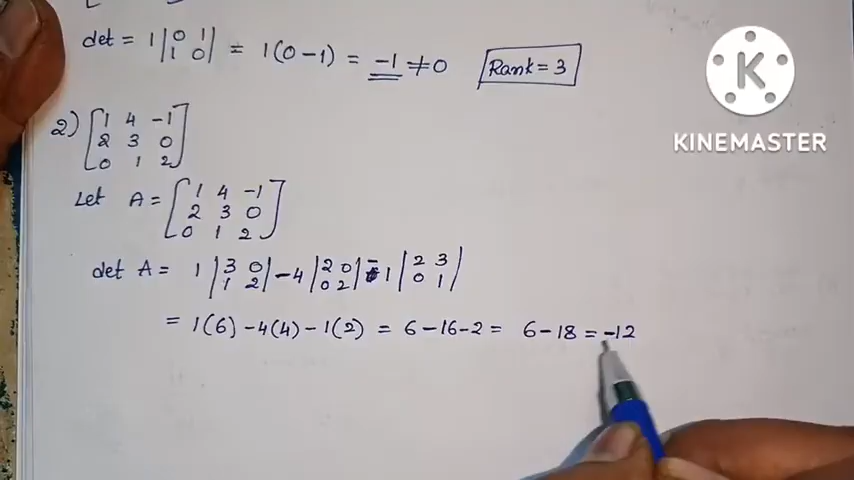 det = 1 |0 1| = 1(0-1) = -1 ≠0 Rank = 3
|1 0|
2) [1 4 -1]
[2 3 0]
[0 1 2]
Let A = [1 4 -1]
[2 3 0]
[0 1 2]
det A = 1 |3 0| -4 |2 0| -1 |2 3|
|1 2| |0 2| |0 1|
= 1(6) -4(4) -1(2) = 6-16-2 = 6-18 = -12
K
KINEMASTER